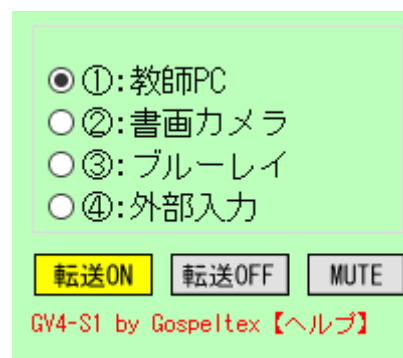 ①:教師PC
②:書画カメラ
③:ブルーレイ
④:外部入力
転送ON 転送OFF MUTE
GV4-S1 by Gospeltex【ヘルプ】